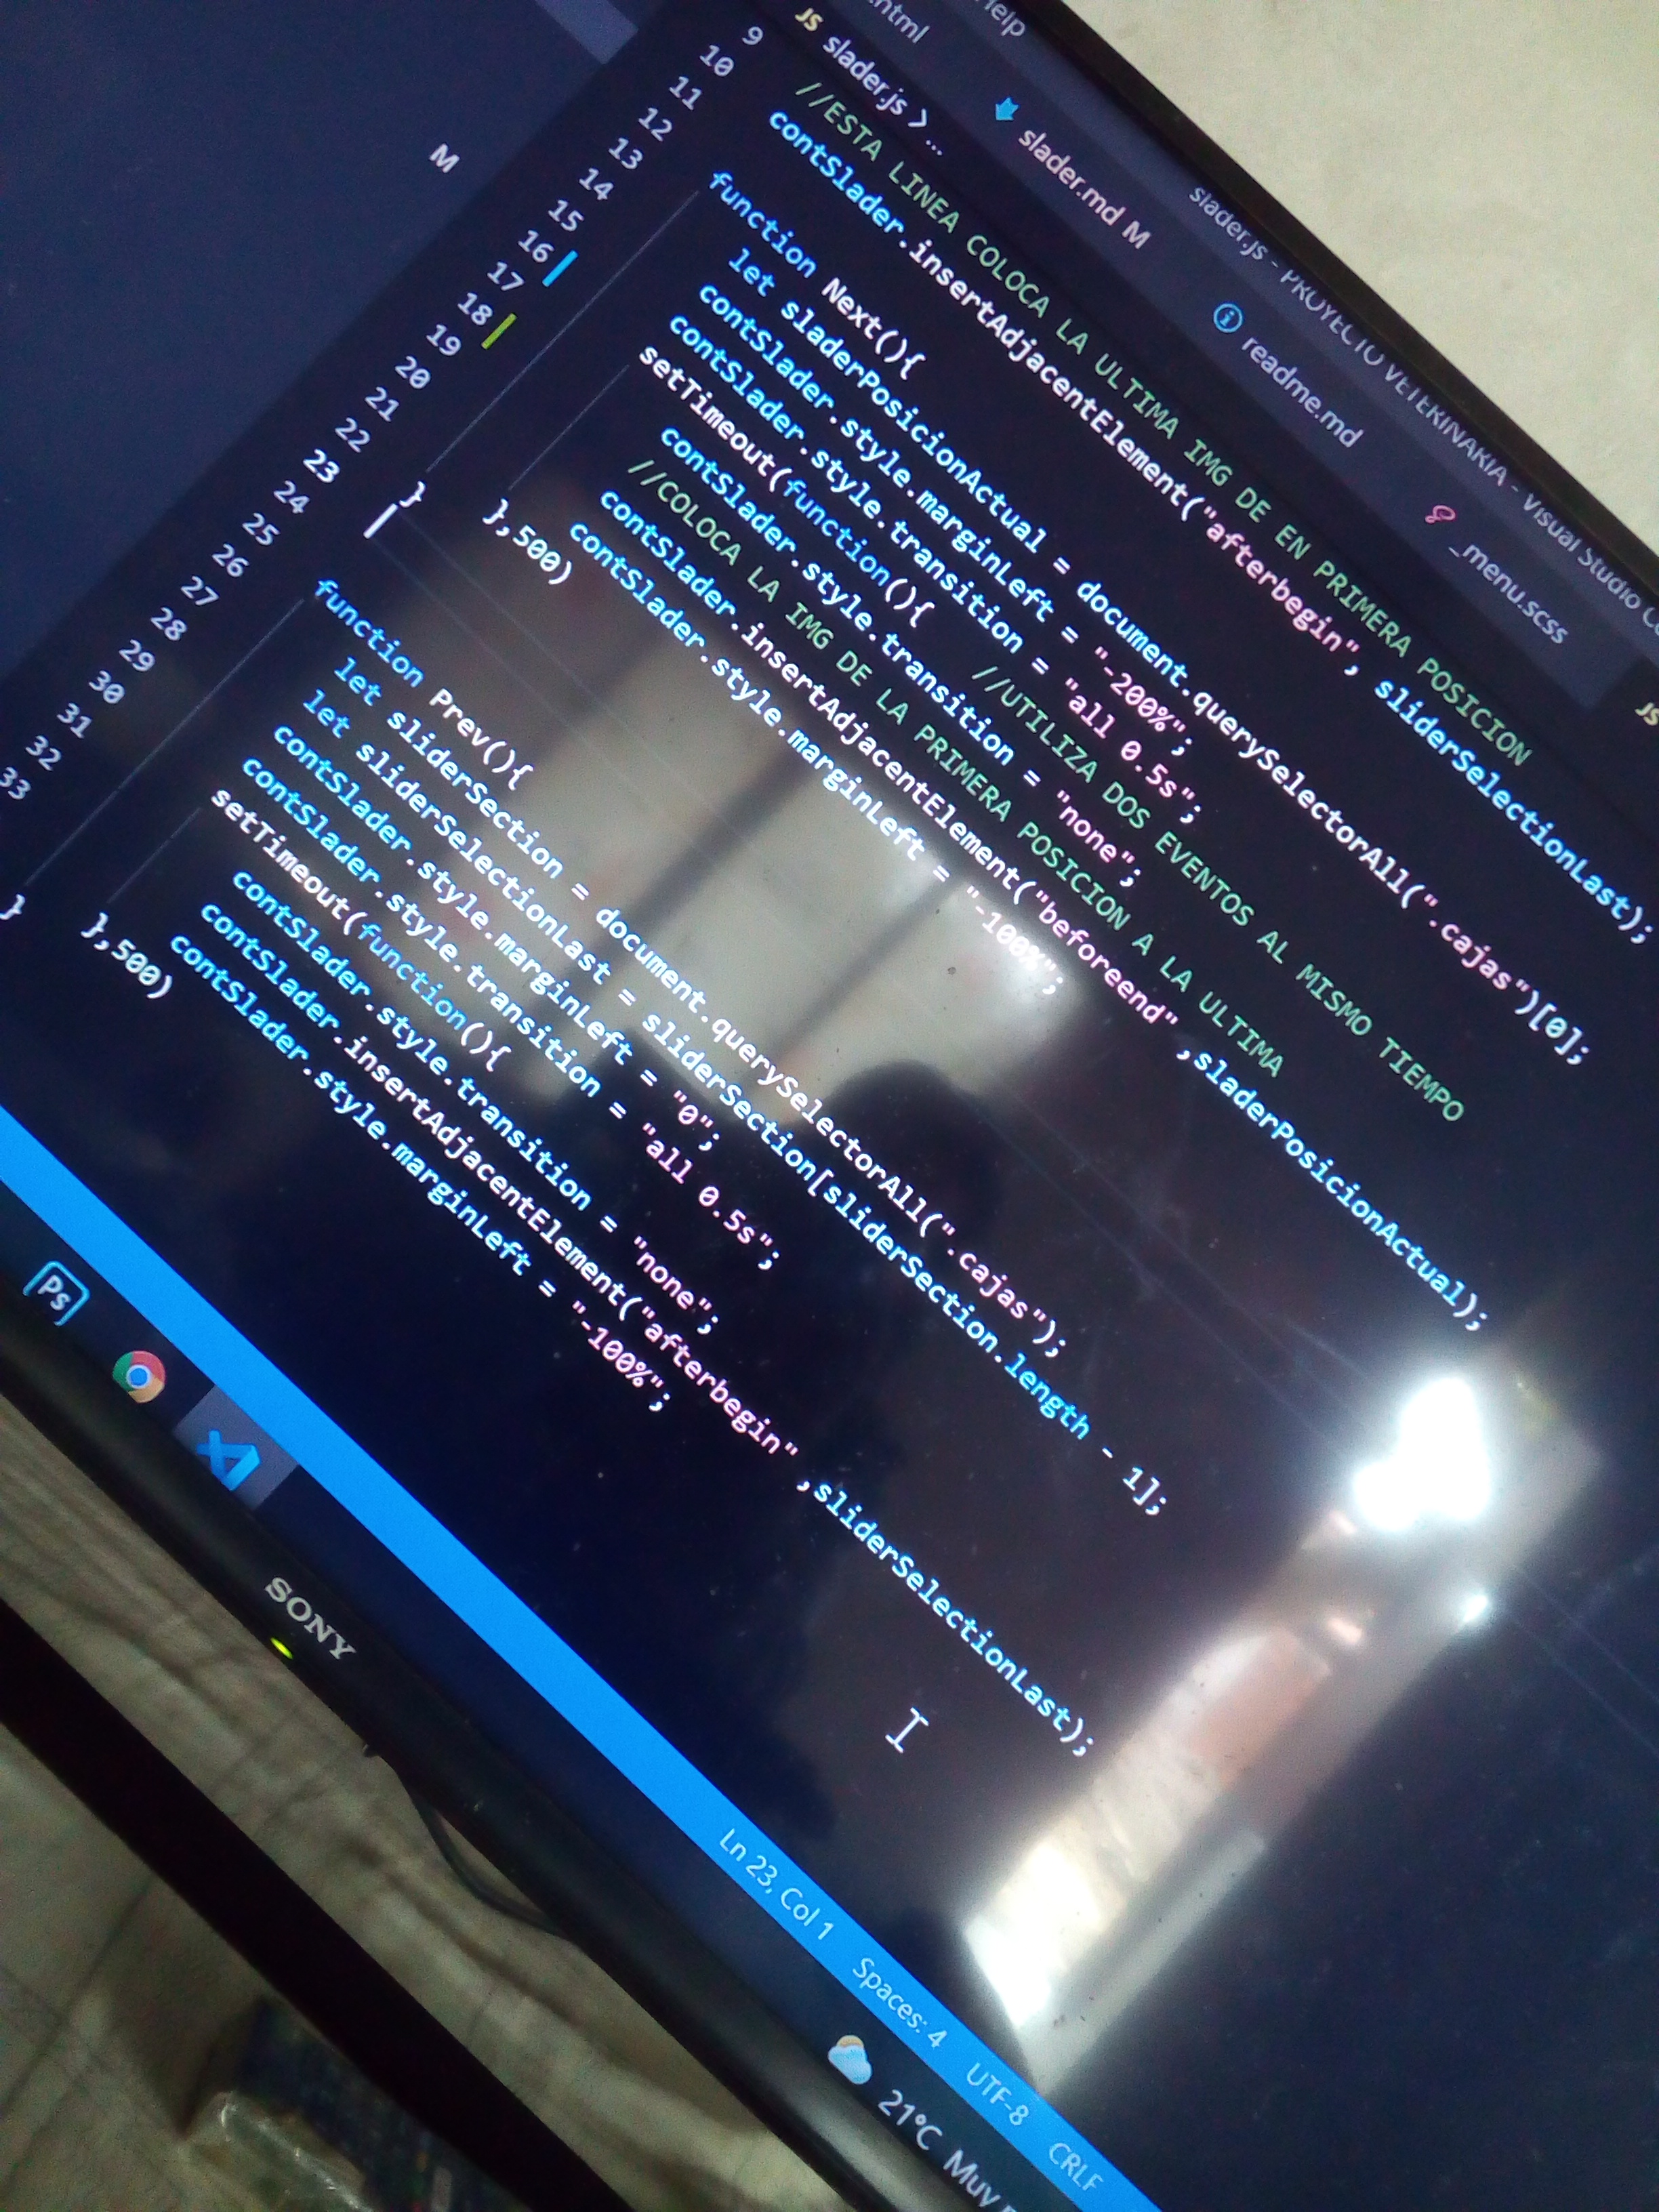 Help
slader.js - PROYECTO VETERINARIA - Visual Studio
html
slader.md M
readme.md
_menu.scss
JS
JS slader.js > ...
M
9 //ESTA LINEA COLOCA LA ULTIMA IMG DE EN PRIMERA POSICION
10 contSlader.insertAdjacentElement("afterbegin", sliderSelectionLast);
11
12 function Next(){
13 let sladerPosicionActual = document.querySelectorAll(".cajas")[0];
14 contSlader.style.marginLeft = "-200%";
15 contSlader.style.transition = "all 0.5s";
16 setTimeout(function(){ //UTILIZA DOS EVENTOS AL MISMO TIEMPO
17 contSlader.style.transition = "none";
18 //COLOCA LA IMG DE LA PRIMERA POSICION A LA ULTIMA
19 contSlader.insertAdjacentElement("beforeend",sladerPosicionActual);
20 contSlader.style.marginLeft = "-100%";
21 },500)
22 }
23
24
25 function Prev(){
26 let sliderSection = document.querySelectorAll(".cajas");
27 let sliderSelectionLast = sliderSection[sliderSection.length - 1];
28 contSlader.style.marginLeft = "0";
29 contSlader.style.transition = "all 0.5s";
30 setTimeout(function(){
31 contSlader.style.transition = "none";
32 contSlader.insertAdjacentElement("afterbegin",sliderSelectionLast);
33 contSlader.style.marginLeft = "-100%";
},500)
}
Ln 23, Col 1 Spaces: 4 UTF-8 CRLF
Ps
21°C Muy
SONY